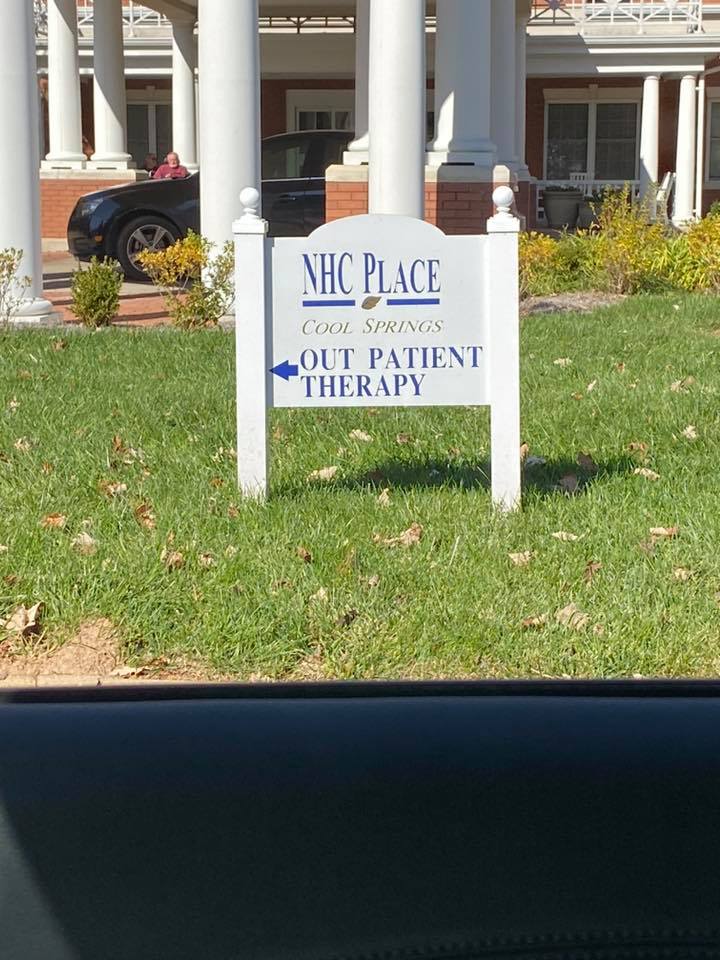 NHC PLACE
COOL SPRINGS
OUT PATIENT
THERAPY